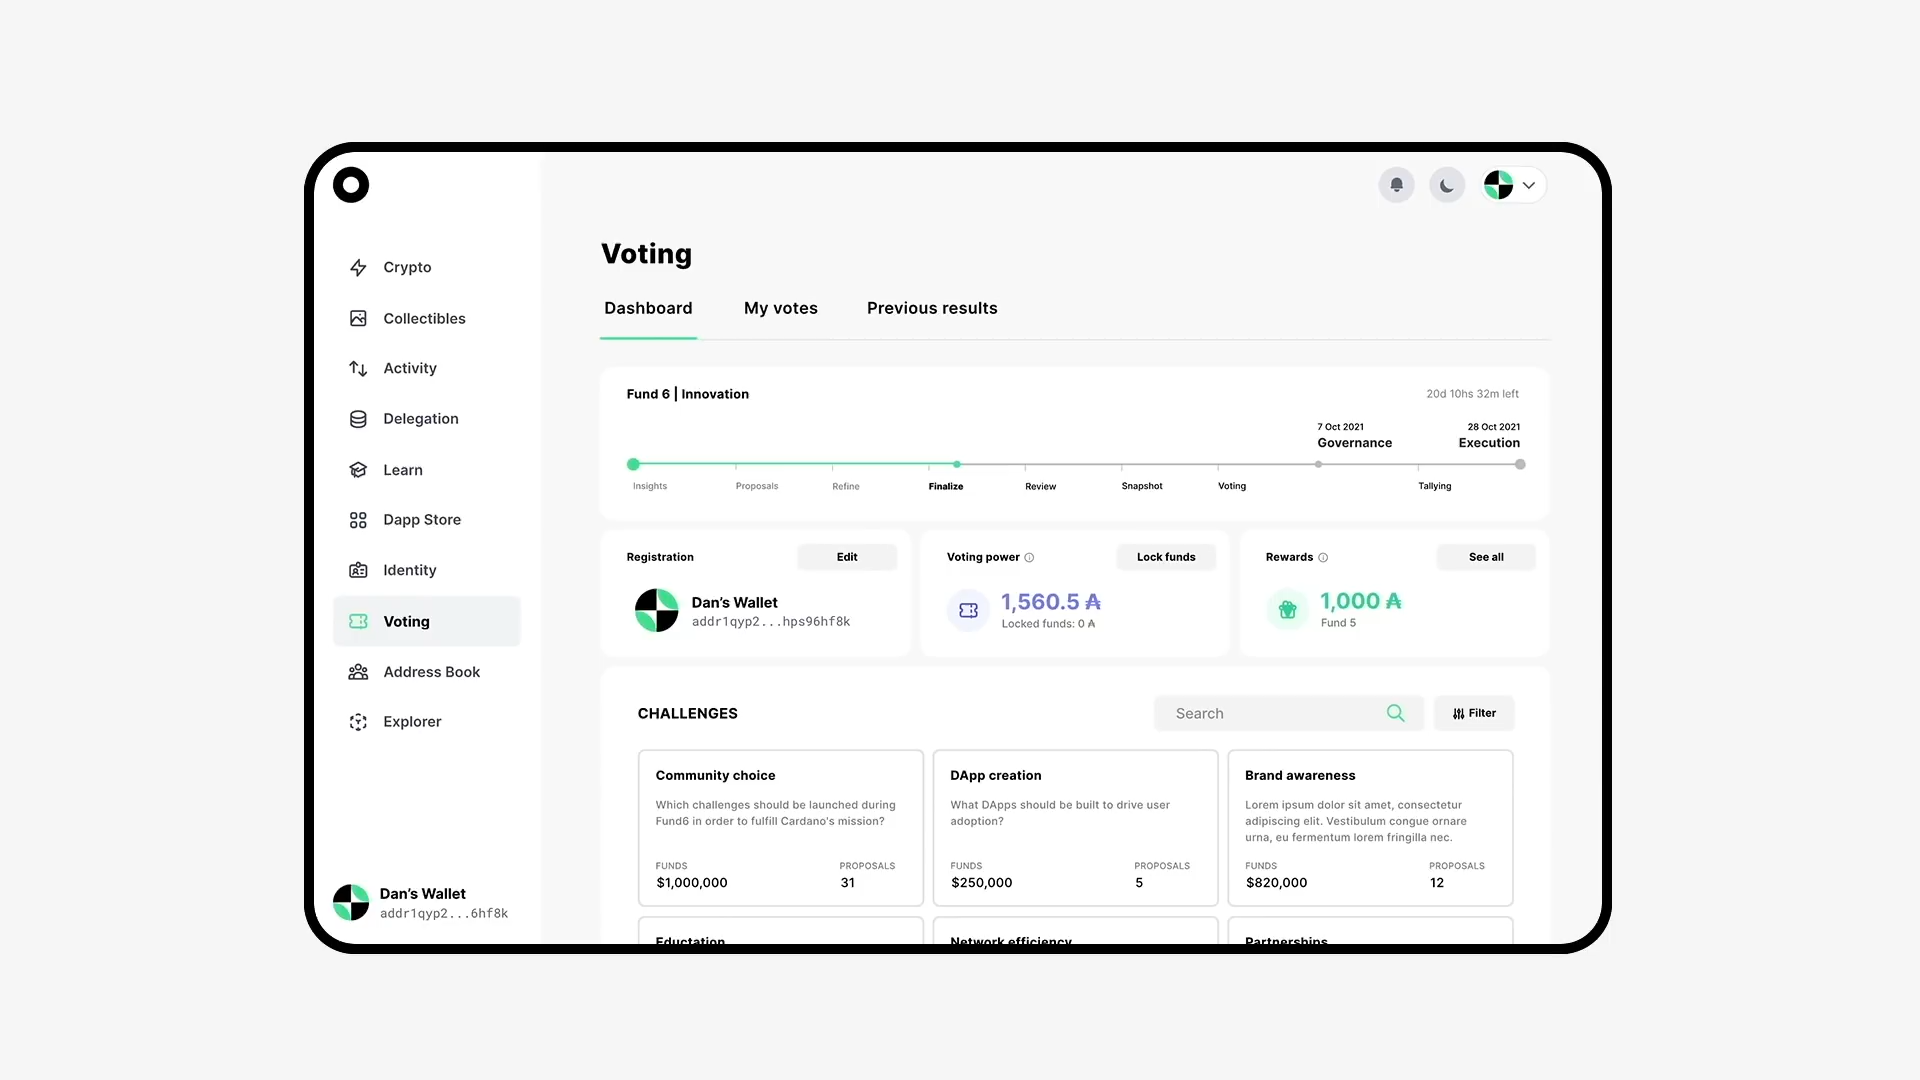 Crypto
Collectibles
Activity
Delegation
Learn
Dapp Store
Identity
Voting
Address Book
Explorer
Dan's Wallet
addr1qyp2...6hf8k
Voting
Dashboard My votes Previous results
Fund 6 | Innovation 20d 10hs 32m left
7 Oct 2021 28 Oct 2021
Governance Execution
Insights Proposals Refine Finalize Review Snapshot Voting Tallying
Registration Edit
Dan's Wallet
addr1qyp2...hps96hf8k
Voting power Lock funds
1,560.5 ₳
Locked funds: 0 ₳
Rewards See all
1,000 ₳
Fund 5
CHALLENGES Search Filter
Community choice
Which challenges should be launched during
Fund6 in order to fulfill Cardano's mission?
FUNDS PROPOSALS
$1,000,000 31
DApp creation
What DApps should be built to drive user
adoption?
FUNDS PROPOSALS
$250,000 5
Brand awareness
Lorem ipsum dolor sit amet, consectetur
adipiscing elit. Vestibulum congue ornare
urna, eu fermentum lorem fringilla nec.
FUNDS PROPOSALS
$820,000 12
Eductation Network efficiency Partnerships